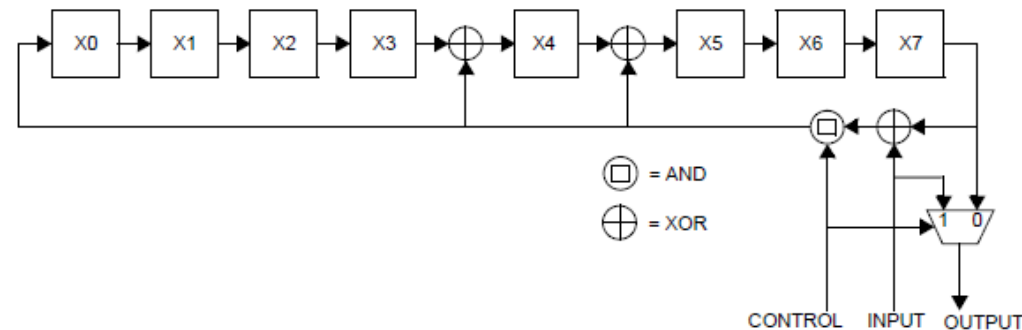 X0 X1 X2 X3 X4 X5 X6 X7
= AND
= XOR
1 0
CONTROL INPUT OUTPUT